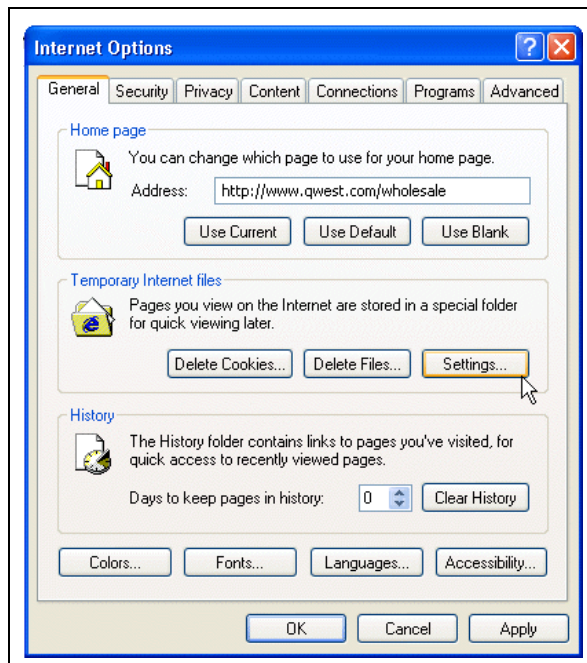 Internet Options
General Security Privacy Content Connections Programs Advanced
Home page
You can change which page to use for your home page.
Address: http://www.qwest.com/wholesale
Use Current Use Default Use Blank
Temporary Internet files
Pages you view on the Internet are stored in a special folder
for quick viewing later.
Delete Cookies... Delete Files... Settings...
History
The History folder contains links to pages you've visited, for
quick access to recently viewed pages.
Days to keep pages in history: 0 Clear History
Colors... Fonts... Languages... Accessibility...
OK Cancel Apply